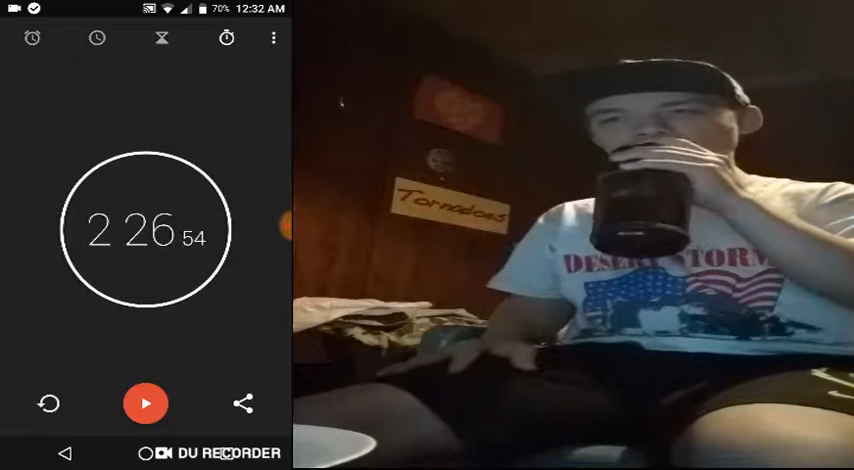 70% 12:32 AM
2 26 54
DU RECORDER
Tornadoes
DESERT STORM